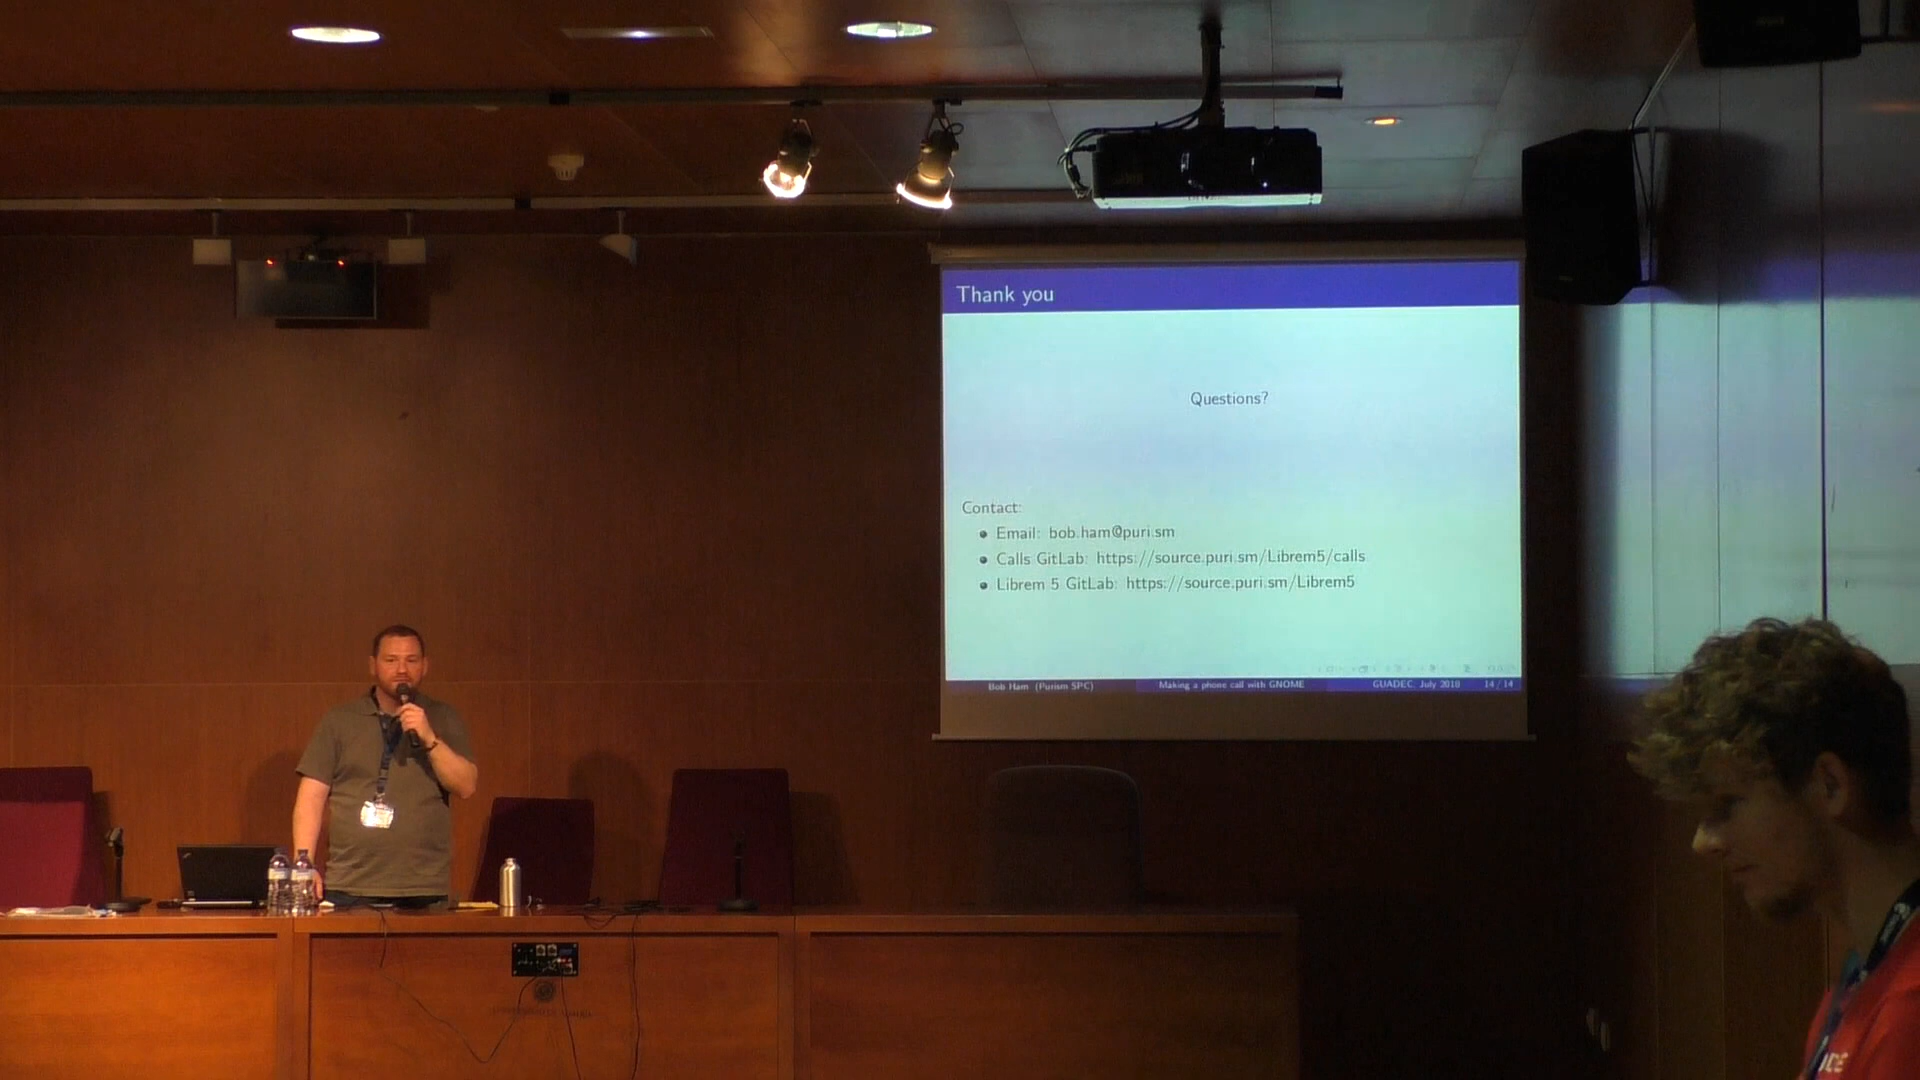 Thank you
Questions?
Contact:
Email: bob.ham@puri.sm
Calls GitLab: https://source.puri.sm/Librem5/calls
Librem 5 GitLab: https://source.puri.sm/Librem5
Bob Ham (Purism SPC) Making a phone call with GNOME GUADEC, July 2018 14 / 14